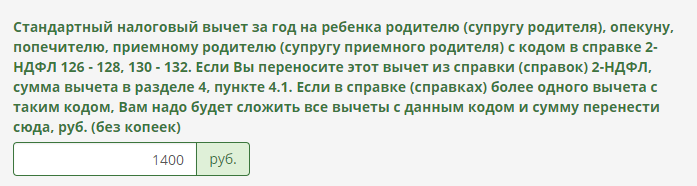 Стандартный налоговый вычет за год на ребенка родителю (супругу родителя), опекуну,
попечителю, приемному родителю (супругу приемного родителя) с кодом в справке 2-
НДФЛ 126 - 128, 130 - 132. Если Вы переносите этот вычет из справки (справок) 2-НДФЛ,
сумма вычета в разделе 4, пункте 4.1. Если в справке (справках) более одного вычета с
таким кодом, Вам надо будет сложить все вычеты с данным кодом и сумму перенести
сюда, руб. (без копеек)
1400 руб.